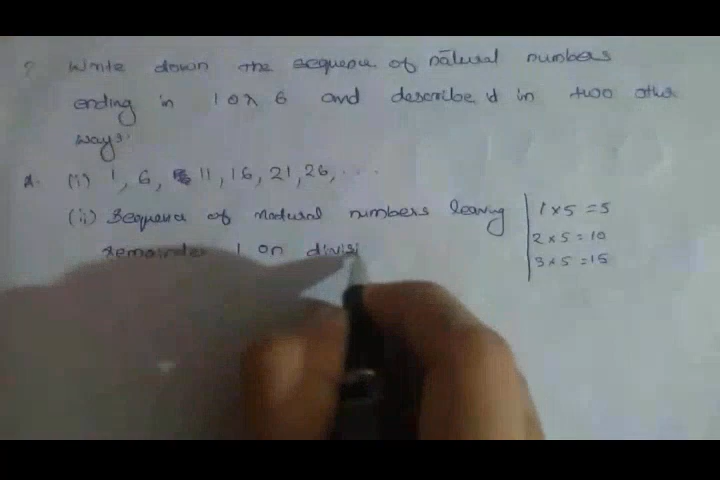 ? Write down the sequence of natural numbers
ending in 1 or 6 and describe it in two other
ways.
A. (i) 1, 6, 11, 16, 21, 26, ...
(ii) Sequence of natural numbers leaving
remainder 1 on divisi
1 x 5 = 5
2 x 5 = 10
3 x 5 = 15